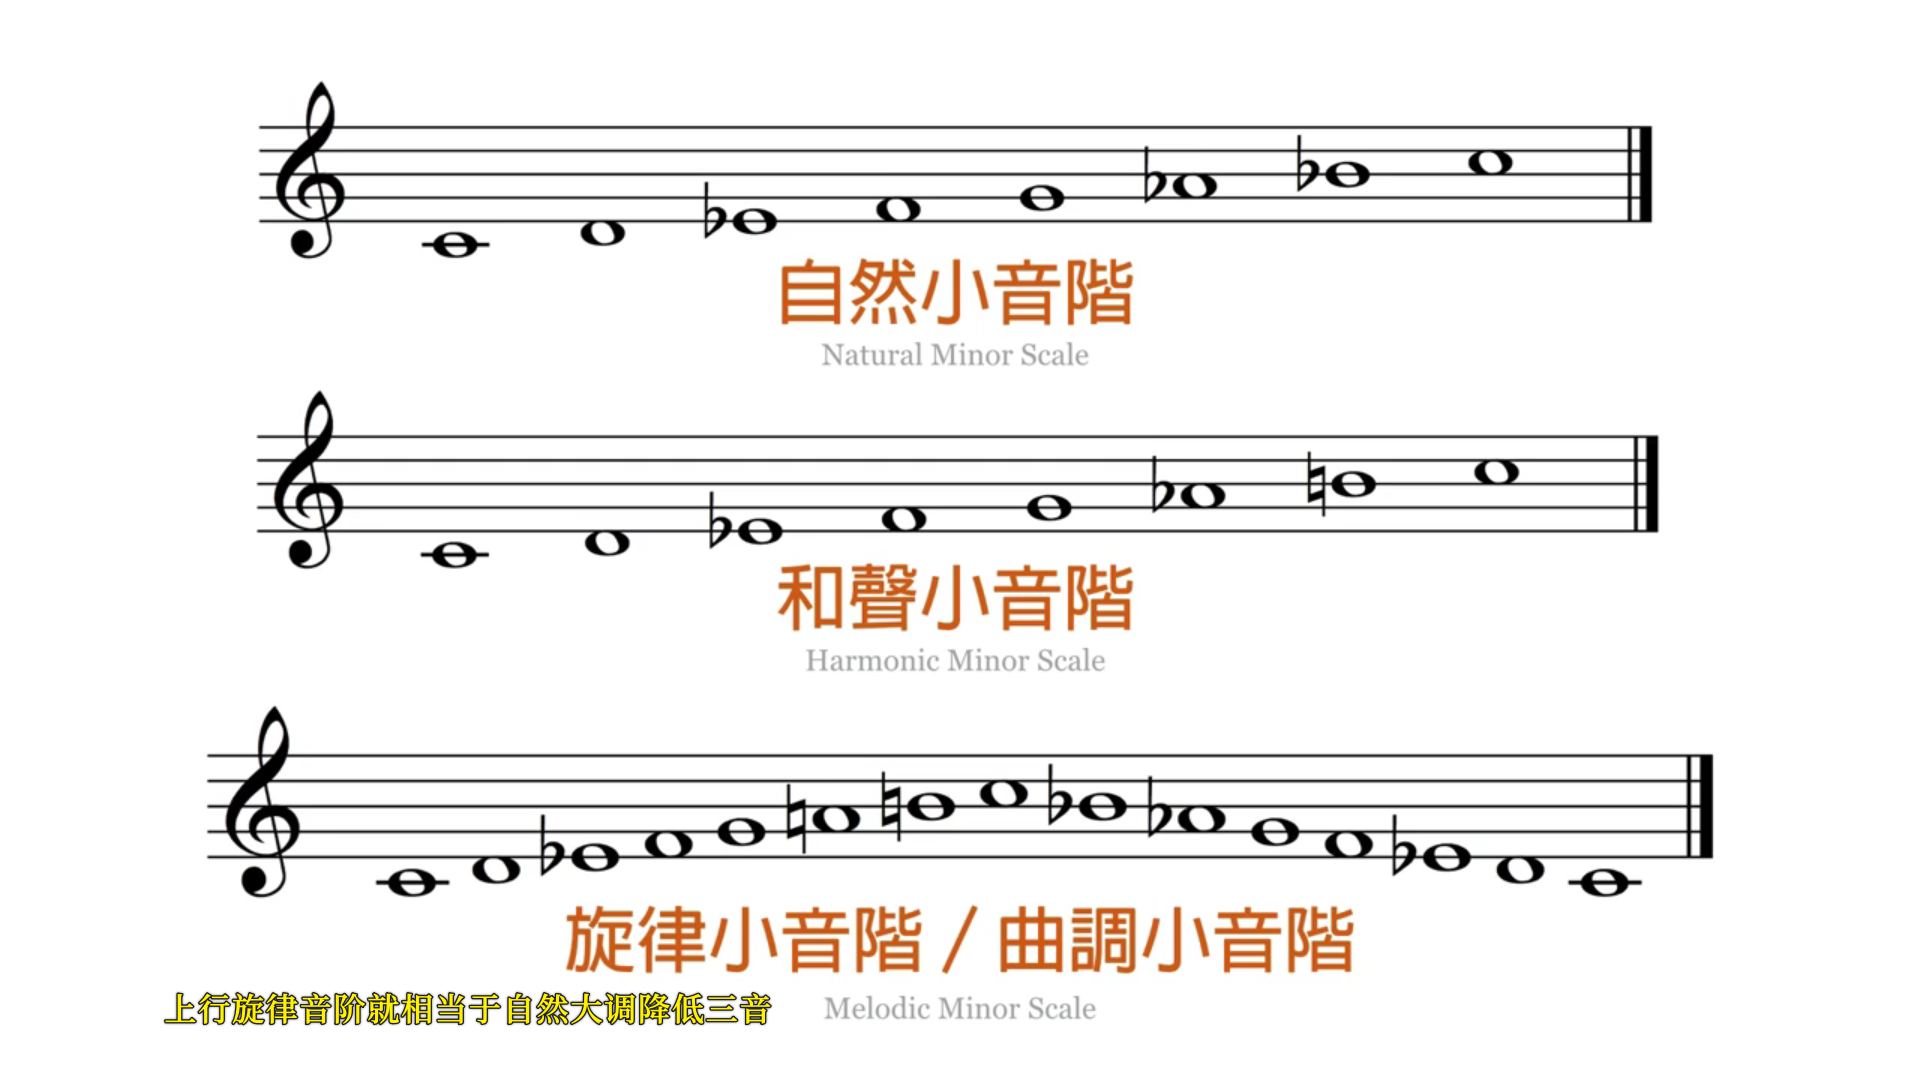 自然小音階
Natural Minor Scale
和聲小音階
Harmonic Minor Scale
旋律小音階 / 曲調小音階
Melodic Minor Scale
上行旋律音阶就相当于自然大调降低三音